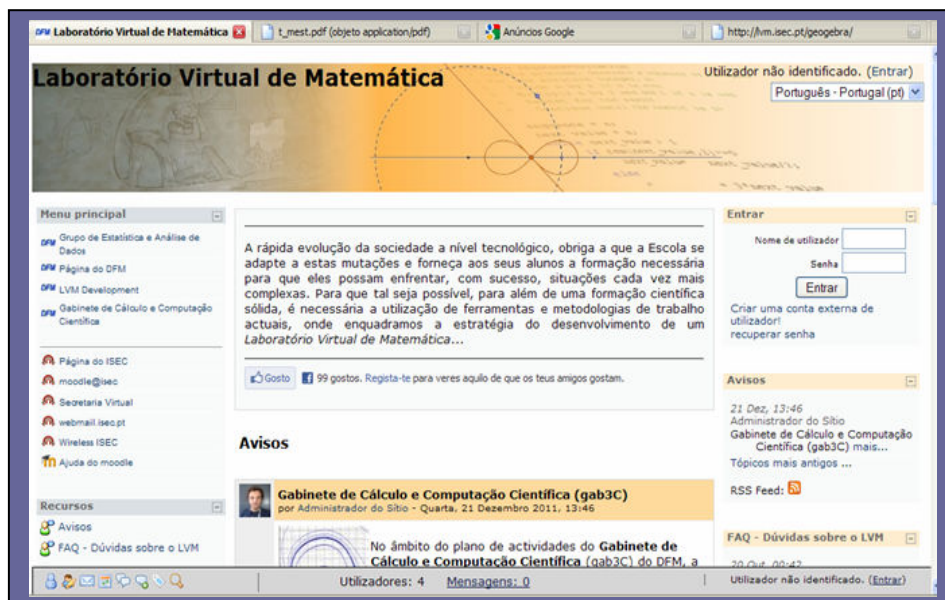 DFM Laboratório Virtual de Matemática
t_mest.pdf (objeto application/pdf)
Anúncios Google
http://lvm.isec.pt/geogebra/
Laboratório Virtual de Matemática
Utilizador não identificado. (Entrar)
Português - Portugal (pt)
Menu principal
DFM Grupo de Estatística e Análise de
Dados
DFM Página do DFM
DFM LVM Development
DFM Gabinete de Cálculo e Computação
Científica
Página do ISEC
moodle@isec
Secretaria Virtual
webmail.isec.pt
Wireless ISEC
Ajuda do moodle
Recursos
Avisos
FAQ - Dúvidas sobre o LVM
A rápida evolução da sociedade a nível tecnológico, obriga a que a Escola se
adapte a estas mutações e forneça aos seus alunos a formação necessária
para que eles possam enfrentar, com sucesso, situações cada vez mais
complexas. Para que tal seja possível, para além de uma formação científica
sólida, é necessária a utilização de ferramentas e metodologias de trabalho
actuais, onde enquadramos a estratégia do desenvolvimento de um
Laboratório Virtual de Matemática...
Gosto
99 gostos. Regista-te para veres aquilo de que os teus amigos gostam.
Avisos
Gabinete de Cálculo e Computação Científica (gab3C)
por Administrador do Sítio - Quarta, 21 Dezembro 2011, 13:46
No âmbito do plano de actividades do Gabinete de
Cálculo e Computação Científica (gab3C) do DFM, a
Entrar
Nome de utilizador
Senha
Entrar
Criar uma conta externa de
utilizador!
recuperar senha
Avisos
21 Dez, 13:46
Administrador do Sítio
Gabinete de Cálculo e Computação
Científica (gab3C) mais...
Tópicos mais antigos ...
RSS Feed:
FAQ - Dúvidas sobre o LVM
20 Out, 00:42
Utilizadores: 4
Mensagens: 0
Utilizador não identificado. (Entrar)